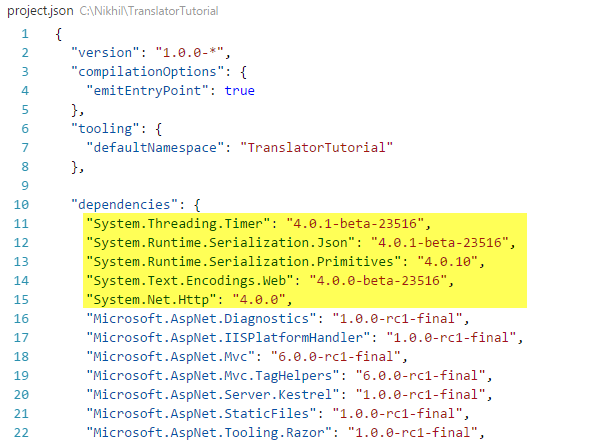 project.json C:\Nikhil\TranslatorTutorial
1 {
2 "version": "1.0.0-*",
3 "compilationOptions": {
4 "emitEntryPoint": true
5 },
6 "tooling": {
7 "defaultNamespace": "TranslatorTutorial"
8 },
9
10 "dependencies": {
11 "System.Threading.Timer": "4.0.1-beta-23516",
12 "System.Runtime.Serialization.Json": "4.0.1-beta-23516",
13 "System.Runtime.Serialization.Primitives": "4.0.10",
14 "System.Text.Encodings.Web": "4.0.0-beta-23516",
15 "System.Net.Http": "4.0.0",
16 "Microsoft.AspNet.Diagnostics": "1.0.0-rc1-final",
17 "Microsoft.AspNet.IISPlatformHandler": "1.0.0-rc1-final",
18 "Microsoft.AspNet.Mvc": "6.0.0-rc1-final",
19 "Microsoft.AspNet.Mvc.TagHelpers": "6.0.0-rc1-final",
20 "Microsoft.AspNet.Server.Kestrel": "1.0.0-rc1-final",
21 "Microsoft.AspNet.StaticFiles": "1.0.0-rc1-final",
22 "Microsoft.AspNet.Tooling.Razor": "1.0.0-rc1-final",